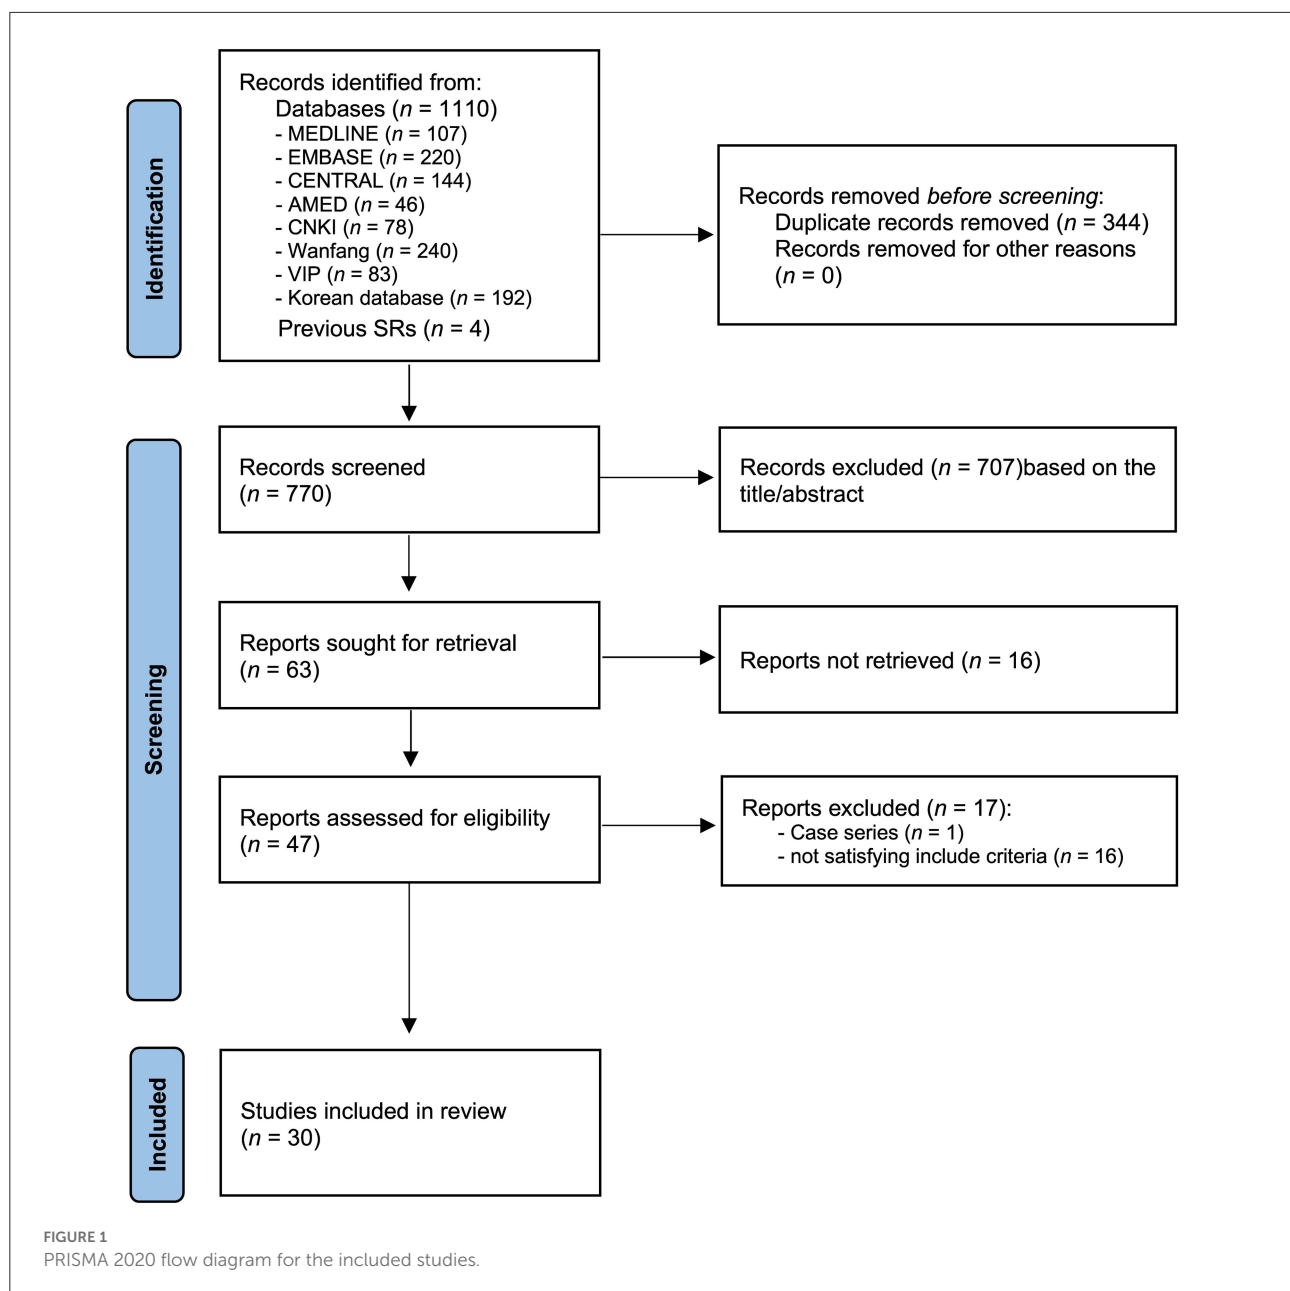 Identification
Records identified from:
Databases (n = 1110)
- MEDLINE (n = 107)
- EMBASE (n = 220)
- CENTRAL (n = 144)
- AMED (n = 46)
- CNKI (n = 78)
- Wanfang (n = 240)
- VIP (n = 83)
- Korean database (n = 192)
Previous SRs (n = 4)
Records removed before screening:
Duplicate records removed (n = 344)
Records removed for other reasons
(n = 0)
Screening
Records screened
(n = 770)
Records excluded (n = 707)based on the
title/abstract
Reports sought for retrieval
(n = 63)
Reports not retrieved (n = 16)
Reports assessed for eligibility
(n = 47)
Reports excluded (n = 17):
- Case series (n = 1)
- not satisfying include criteria (n = 16)
Included
Studies included in review
(n = 30)
FIGURE 1
PRISMA 2020 flow diagram for the included studies.